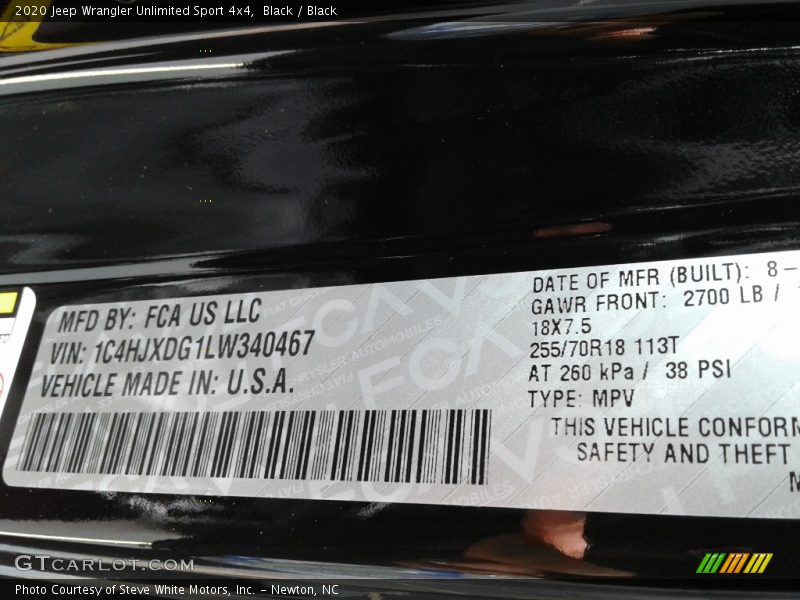 2020 Jeep Wrangler Unlimited Sport 4x4, Black / Black
MFD BY: FCA US LLC
VIN: 1C4HJXDG1LW340467
VEHICLE MADE IN: U.S.A.
DATE OF MFR (BUILT): 8-
GAWR FRONT: 2700 LB /
18X7.5
255/70R18 113T
AT 260 kPa / 38 PSI
TYPE: MPV
THIS VEHICLE CONFORM
SAFETY AND THEFT
GTCARLOT.COM
Photo Courtesy of Steve White Motors, Inc. – Newton, NC